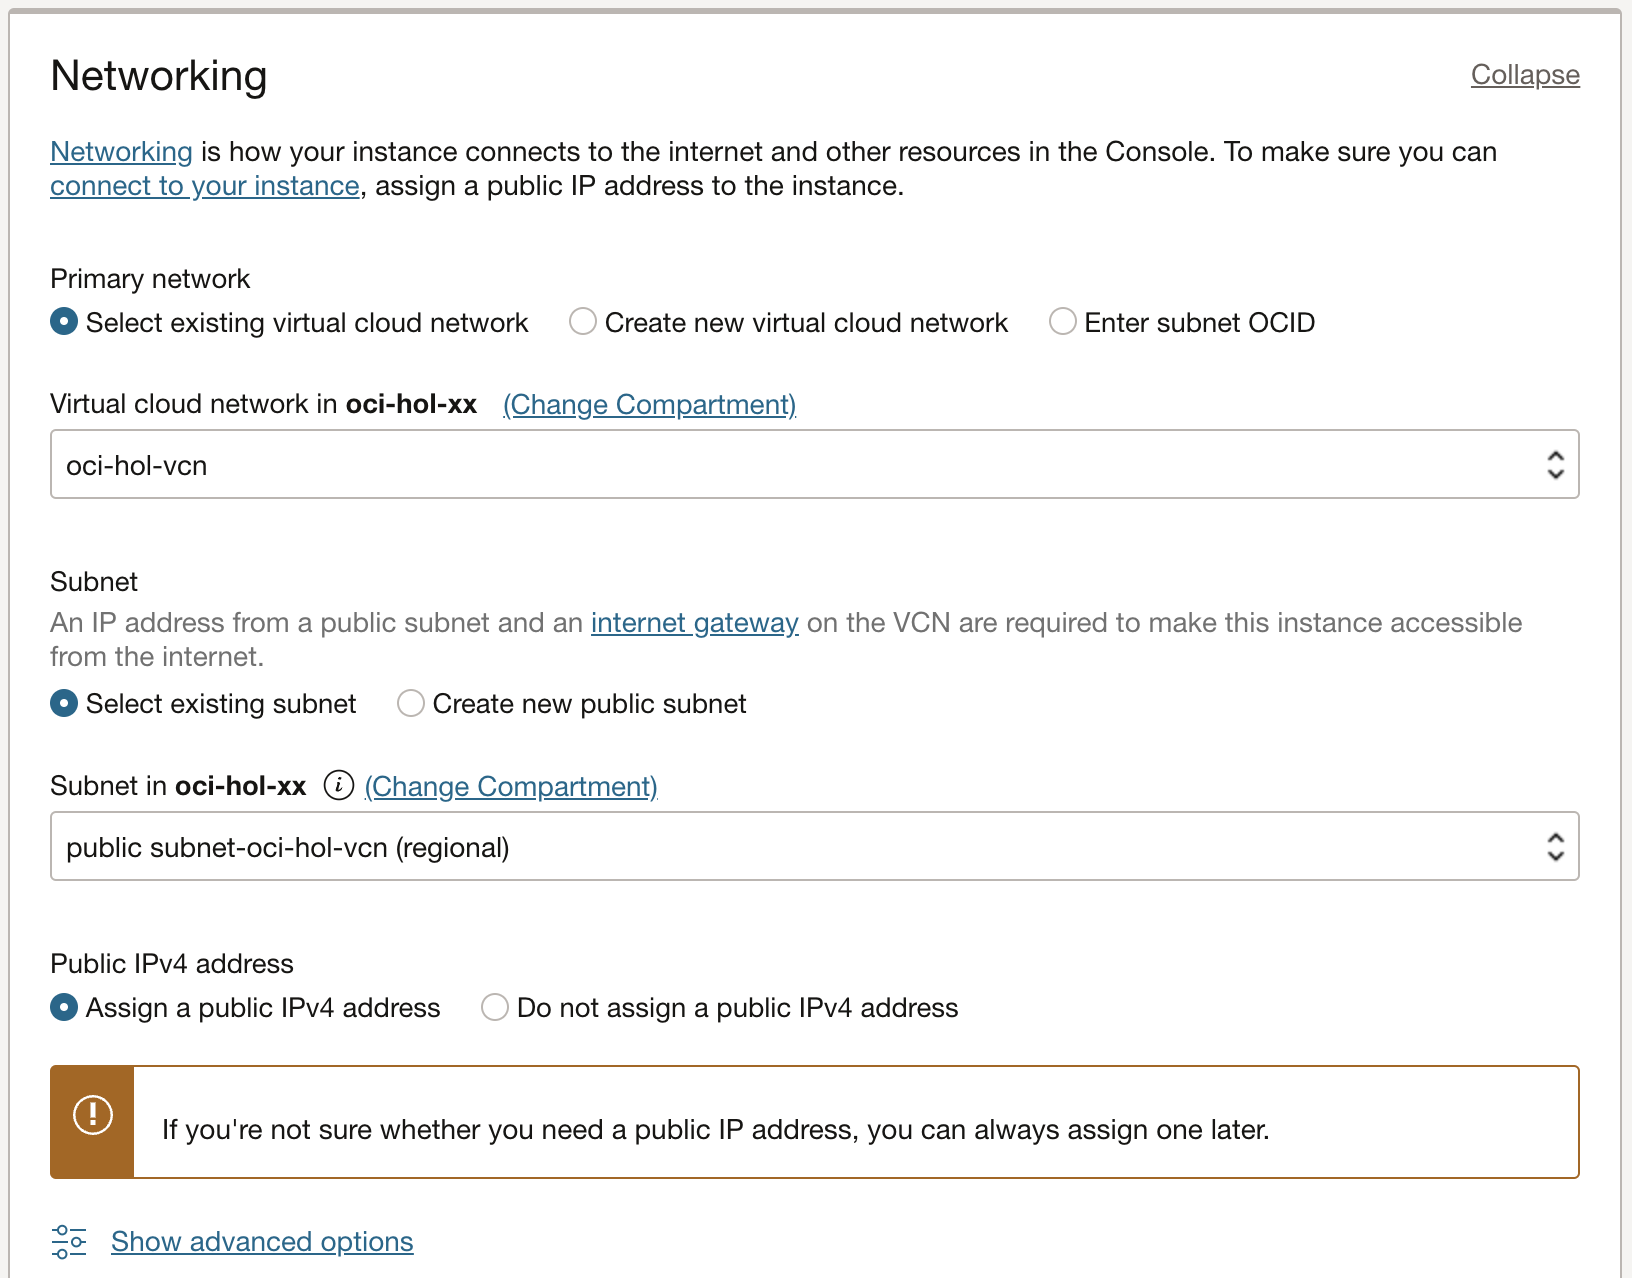 Networking
Collapse
Networking is how your instance connects to the internet and other resources in the Console. To make sure you can
connect to your instance, assign a public IP address to the instance.
Primary network
Select existing virtual cloud network Create new virtual cloud network Enter subnet OCID
Virtual cloud network in oci-hol-xx (Change Compartment)
oci-hol-vcn
Subnet
An IP address from a public subnet and an internet gateway on the VCN are required to make this instance accessible
from the internet.
Select existing subnet Create new public subnet
Subnet in oci-hol-xx (Change Compartment)
public subnet-oci-hol-vcn (regional)
Public IPv4 address
Assign a public IPv4 address Do not assign a public IPv4 address
If you're not sure whether you need a public IP address, you can always assign one later.
Show advanced options